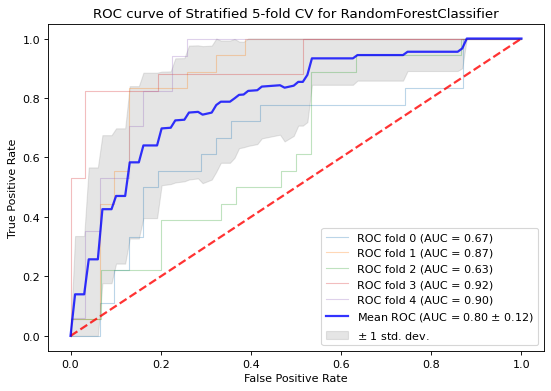 ROC curve of Stratified 5-fold CV for RandomForestClassifier
True Positive Rate
1.0
0.8
0.6
0.4
0.2
0.0
ROC fold 0 (AUC = 0.67)
ROC fold 1 (AUC = 0.87)
ROC fold 2 (AUC = 0.63)
ROC fold 3 (AUC = 0.92)
ROC fold 4 (AUC = 0.90)
Mean ROC (AUC = 0.80 ± 0.12)
± 1 std. dev.
0.0 0.2 0.4 0.6 0.8 1.0
False Positive Rate